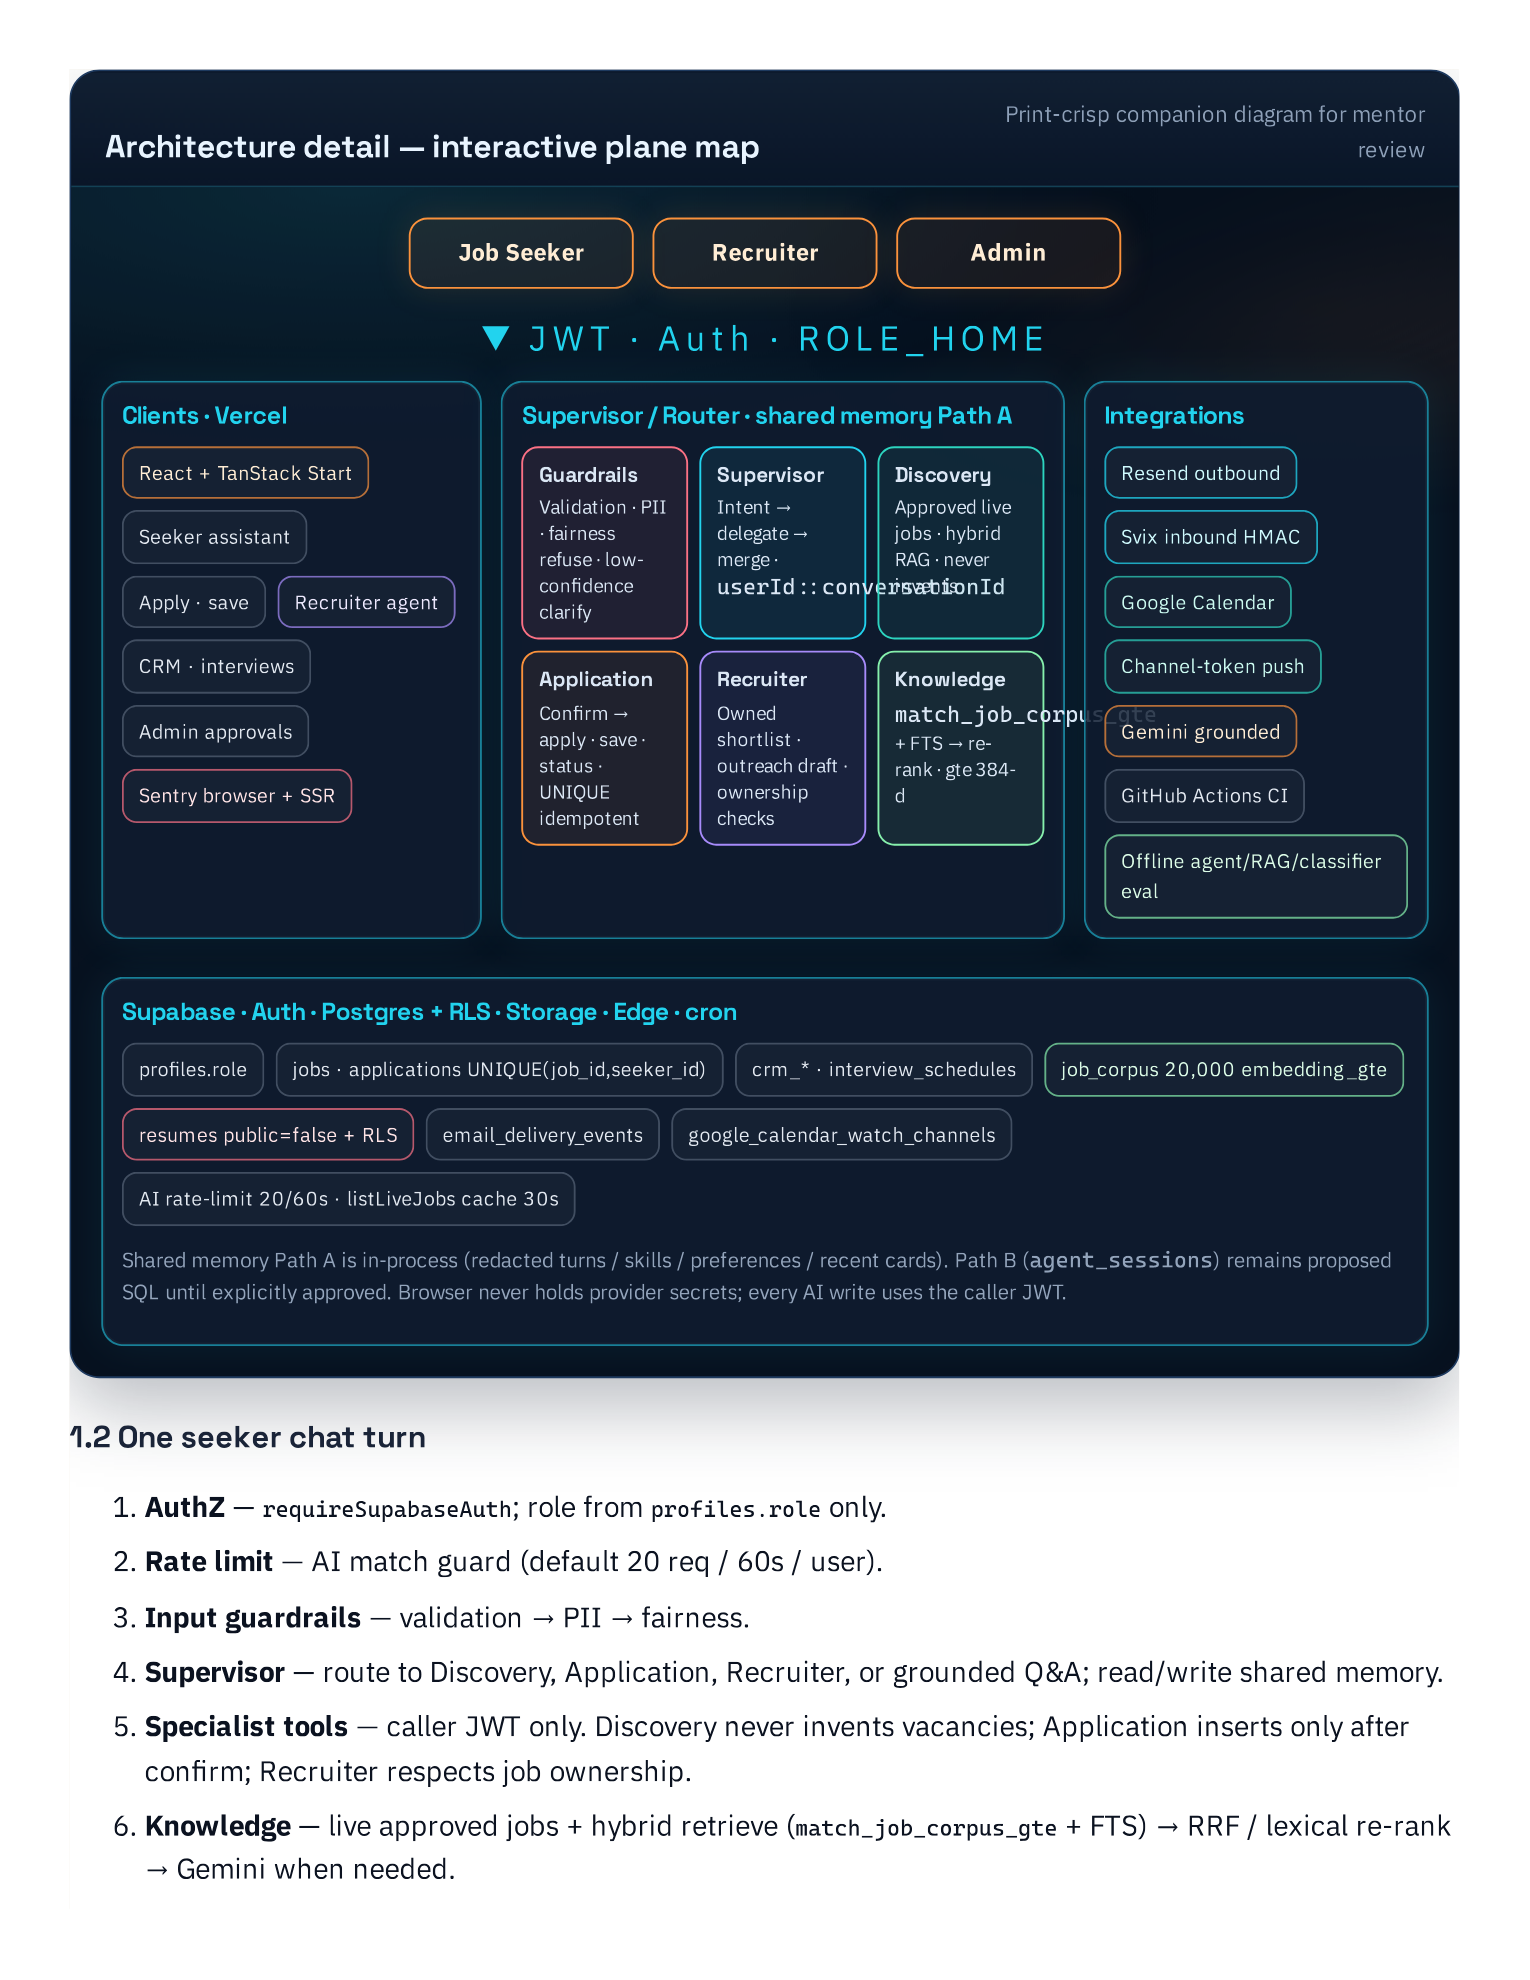 Architecture detail — interactive plane map
Print-crisp companion diagram for mentor
review
Job Seeker
Recruiter
Admin
▼ JWT · Auth · ROLE_HOME
Clients · Vercel
React + TanStack Start
Seeker assistant
Apply · save
Recruiter agent
CRM · interviews
Admin approvals
Sentry browser + SSR
Supervisor / Router · shared memory Path A
Guardrails
Validation · PII
· fairness
refuse · low-
confidence
clarify
Supervisor
Intent →
delegate →
merge ·
userId::conversationId
Discovery
Approved live
jobs · hybrid
RAG · never
Application
Confirm →
apply · save ·
status ·
UNIQUE
idempotent
Recruiter
Owned
shortlist ·
outreach draft ·
ownership
checks
Knowledge
match_job_corpus_gte
+ FTS → re-
rank · gte 384-
d
Integrations
Resend outbound
Svix inbound HMAC
Google Calendar
Channel-token push
Gemini grounded
GitHub Actions CI
Offline agent/RAG/classifier
eval
Supabase · Auth · Postgres + RLS · Storage · Edge · cron
profiles.role
jobs · applications UNIQUE(job_id,seeker_id)
crm_* · interview_schedules
job_corpus 20,000 embedding_gte
resumes public=false + RLS
email_delivery_events
google_calendar_watch_channels
AI rate-limit 20/60s · listLiveJobs cache 30s
Shared memory Path A is in-process (redacted turns / skills / preferences / recent cards). Path B (agent_sessions) remains proposed
SQL until explicitly approved. Browser never holds provider secrets; every AI write uses the caller JWT.
1.2 One seeker chat turn
1. AuthZ — requireSupabaseAuth; role from profiles.role only.
2. Rate limit — AI match guard (default 20 req / 60s / user).
3. Input guardrails — validation → PII → fairness.
4. Supervisor — route to Discovery, Application, Recruiter, or grounded Q&A; read/write shared memory.
5. Specialist tools — caller JWT only. Discovery never invents vacancies; Application inserts only after
confirm; Recruiter respects job ownership.
6. Knowledge — live approved jobs + hybrid retrieve (match_job_corpus_gte + FTS) → RRF / lexical re-rank
→ Gemini when needed.